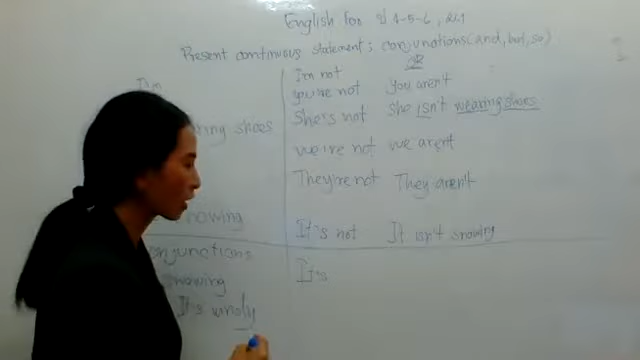 English for
Present continuous statement; conjunations (and, but, so)
I'm
I'm not
you're not you aren't
shoes
She's not She isn't wearing shoes
we're not we aren't
They're not They aren't
snowing
It's not It isn't snowing
onjunctions
snowing
It's
It's windy